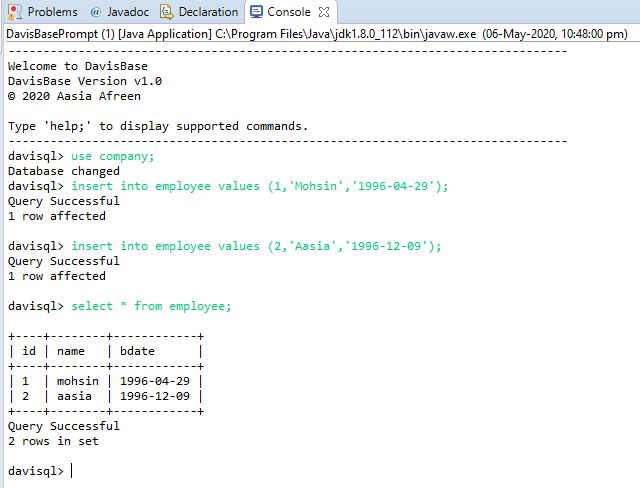 Problems @ Javadoc Declaration Console
DavisBasePrompt (1) [Java Application] C:\Program Files\Java\jdk1.8.0_112\bin\javaw.exe (06-May-2020, 10:48:00 pm)
--------------------------------------------------------------------------------
Welcome to DavisBase
DavisBase Version v1.0
© 2020 Aasia Afreen

Type 'help;' to display supported commands.
--------------------------------------------------------------------------------
davisql> use company;
Database changed
davisql> insert into employee values (1,'Mohsin','1996-04-29');
Query Successful
1 row affected

davisql> insert into employee values (2,'Aasia','1996-12-09');
Query Successful
1 row affected

davisql> select * from employee;

+----+--------+------------+
| id | name   | bdate      |
+----+--------+------------+
| 1  | mohsin | 1996-04-29 |
| 2  | aasia  | 1996-12-09 |
+----+--------+------------+
Query Successful
2 rows in set

davisql>